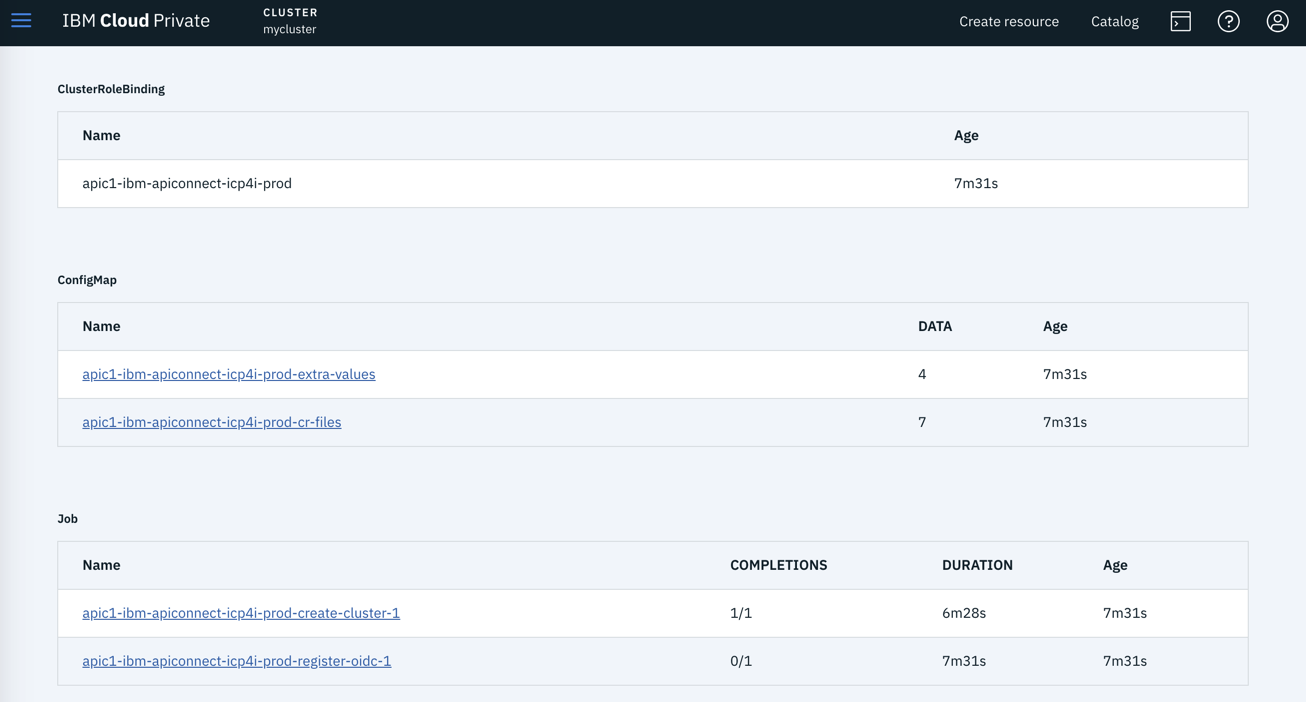 IBM Cloud Private
CLUSTER
mycluster
Create resource
Catalog
ClusterRoleBinding
Name Age
apic1-ibm-apiconnect-icp4i-prod 7m31s
ConfigMap
Name DATA Age
apic1-ibm-apiconnect-icp4i-prod-extra-values 4 7m31s
apic1-ibm-apiconnect-icp4i-prod-cr-files 7 7m31s
Job
Name COMPLETIONS DURATION Age
apic1-ibm-apiconnect-icp4i-prod-create-cluster-1 1/1 6m28s 7m31s
apic1-ibm-apiconnect-icp4i-prod-register-oidc-1 0/1 7m31s 7m31s